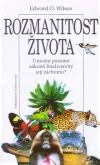 Edward O. Wilson
ROZMANITOST
ŽIVOTA
Umožní poznání
zákonů biodiverzity
její záchranu?